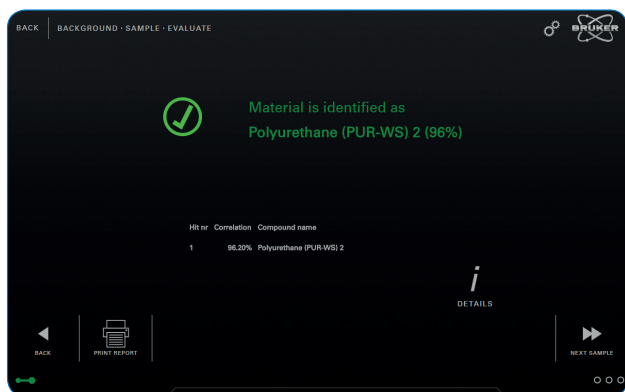 BACK
BACKGROUND · SAMPLE · EVALUATE
BRUKER
Material is identified as
Polyurethane (PUR-WS) 2 (96%)
Hit nr Correlation Compound name
1 96.20% Polyurethane (PUR-WS) 2
i
DETAILS
BACK
PRINT REPORT
NEXT SAMPLE